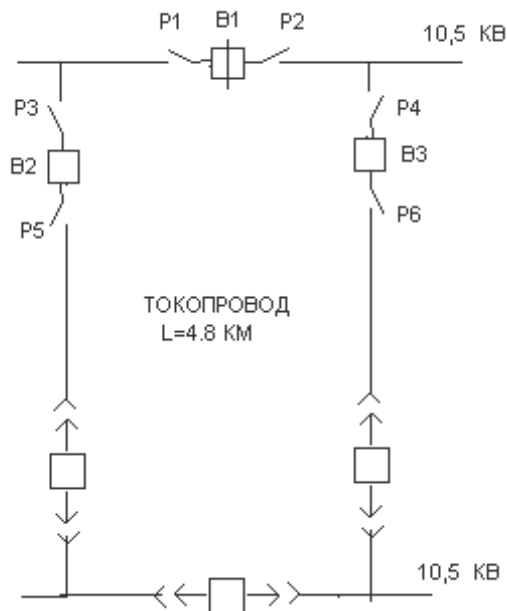 P1 B1 P2
10,5 КВ
P3 P4
B2 B3
P5 P6
ТОКОПРОВОД
L=4.8 КМ
10,5 КВ